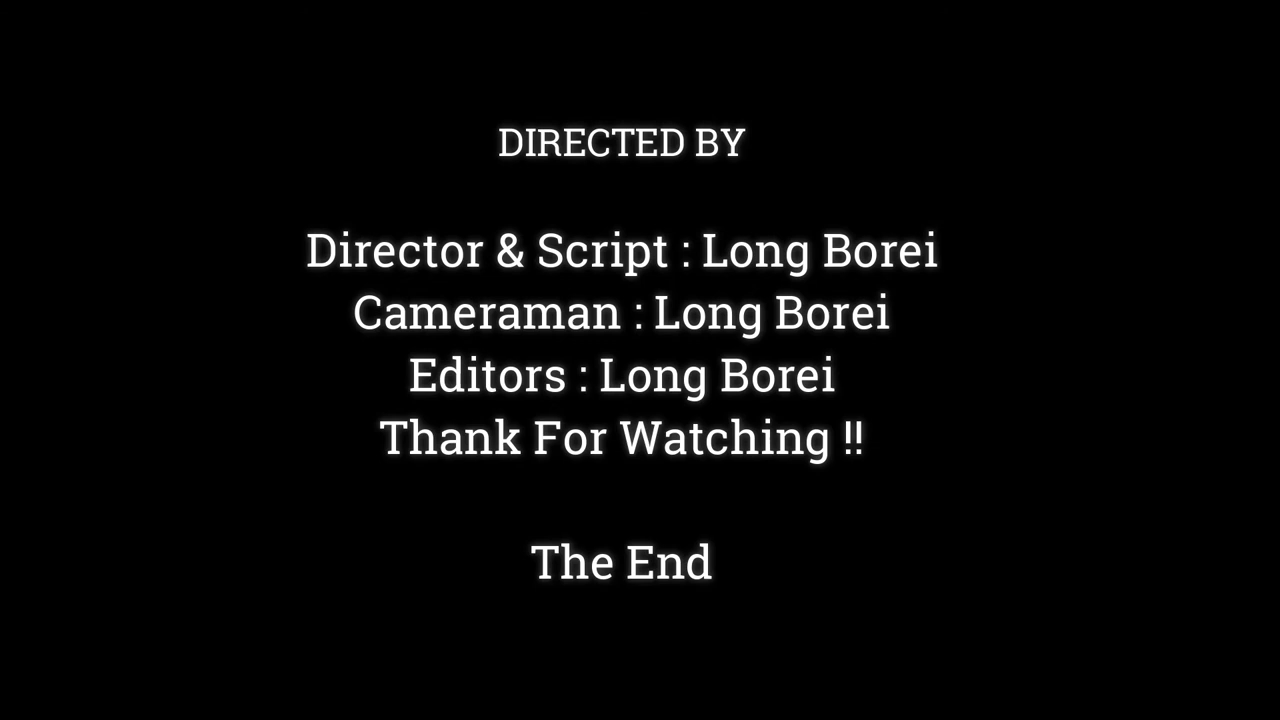 DIRECTED BY
Director & Script : Long Borei
Cameraman : Long Borei
Editors : Long Borei
Thank For Watching !!
The End